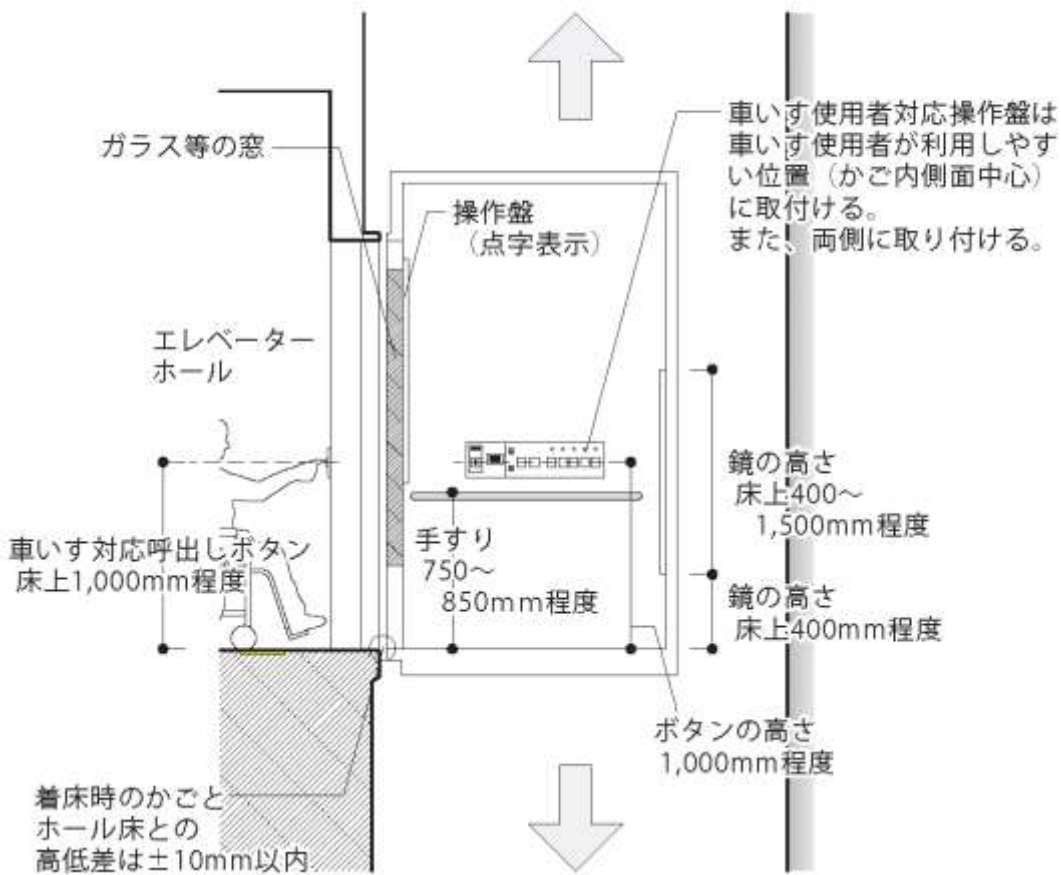 車いす使用者対応操作盤は
車いす使用者が利用しやす
い位置（かご内側面中心）
に取付ける。
また、両側に取り付ける。
ガラス等の窓
操作盤
（点字表示）
エレベーター
ホール
鏡の高さ
床上400～
1,500mm程度
車いす対応呼出しボタン
床上1,000mm程度
手すり
750～
850mm程度
鏡の高さ
床上400mm程度
ボタンの高さ
1,000mm程度
着床時のかごと
ホール床との
高低差は±10mm以内